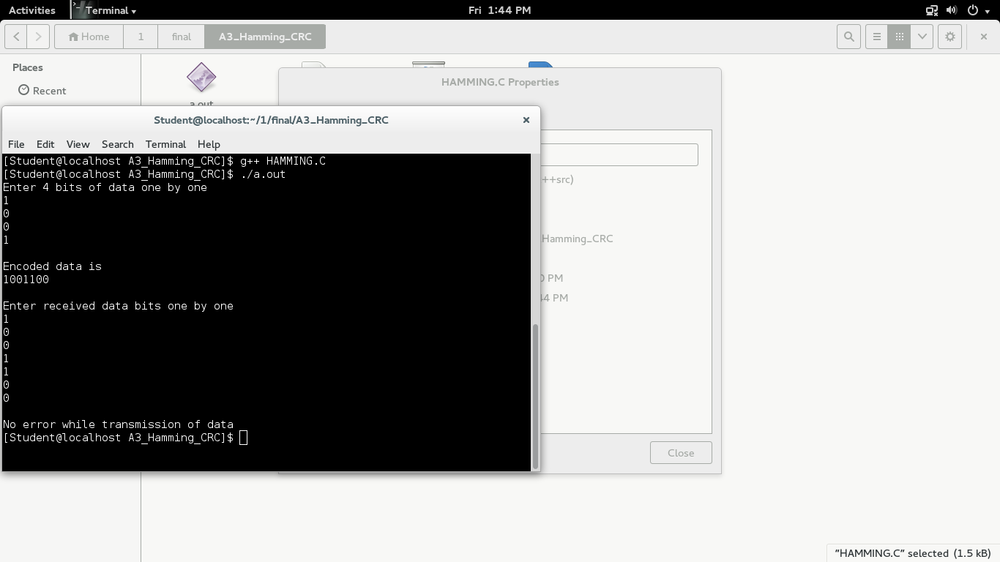 Activities Terminal Fri 1:44 PM
Home 1 final A3_Hamming_CRC
Places
Recent
a.out
HAMMING.C Properties
++src)
Hamming_CRC
PM
44 PM
Close
Student@localhost:~/1/final/A3_Hamming_CRC
File Edit View Search Terminal Help
[Student@localhost A3_Hamming_CRC]$ g++ HAMMING.C
[Student@localhost A3_Hamming_CRC]$ ./a.out
Enter 4 bits of data one by one
1
0
0
1
Encoded data is
1001100
Enter received data bits one by one
1
0
0
1
1
0
0
No error while transmission of data
[Student@localhost A3_Hamming_CRC]$
"HAMMING.C" selected (1.5 kB)